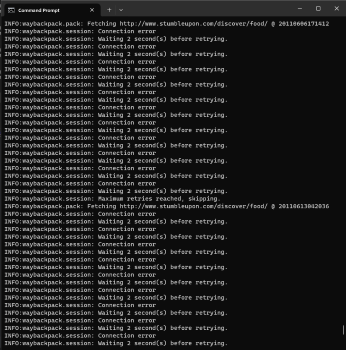 Command Prompt
INFO:waybackpack.pack: Fetching http://www.stumbleupon.com/discover/food/ @ 20110606171412
INFO:waybackpack.session: Connection error
INFO:waybackpack.session: Waiting 2 second(s) before retrying.
INFO:waybackpack.session: Connection error
INFO:waybackpack.session: Waiting 2 second(s) before retrying.
INFO:waybackpack.session: Connection error
INFO:waybackpack.session: Waiting 2 second(s) before retrying.
INFO:waybackpack.session: Connection error
INFO:waybackpack.session: Waiting 2 second(s) before retrying.
INFO:waybackpack.session: Connection error
INFO:waybackpack.session: Waiting 2 second(s) before retrying.
INFO:waybackpack.session: Connection error
INFO:waybackpack.session: Waiting 2 second(s) before retrying.
INFO:waybackpack.session: Connection error
INFO:waybackpack.session: Waiting 2 second(s) before retrying.
INFO:waybackpack.session: Connection error
INFO:waybackpack.session: Waiting 2 second(s) before retrying.
INFO:waybackpack.session: Connection error
INFO:waybackpack.session: Waiting 2 second(s) before retrying.
INFO:waybackpack.session: Connection error
INFO:waybackpack.session: Waiting 2 second(s) before retrying.
INFO:waybackpack.session: Connection error
INFO:waybackpack.session: Waiting 2 second(s) before retrying.
INFO:waybackpack.session: Maximum retries reached, skipping.
INFO:waybackpack.pack: Fetching http://www.stumbleupon.com/discover/food/ @ 20110613042036
INFO:waybackpack.session: Connection error
INFO:waybackpack.session: Waiting 2 second(s) before retrying.
INFO:waybackpack.session: Connection error
INFO:waybackpack.session: Waiting 2 second(s) before retrying.
INFO:waybackpack.session: Connection error
INFO:waybackpack.session: Waiting 2 second(s) before retrying.
INFO:waybackpack.session: Connection error
INFO:waybackpack.session: Waiting 2 second(s) before retrying.
INFO:waybackpack.session: Connection error
INFO:waybackpack.session: Waiting 2 second(s) before retrying.
INFO:waybackpack.session: Connection error
INFO:waybackpack.session: Waiting 2 second(s) before retrying.
INFO:waybackpack.session: Connection error
INFO:waybackpack.session: Waiting 2 second(s) before retrying.
INFO:waybackpack.session: Connection error
INFO:waybackpack.session: Waiting 2 second(s) before retrying.
INFO:waybackpack.session: Connection error
INFO:waybackpack.session: Waiting 2 second(s) before retrying.